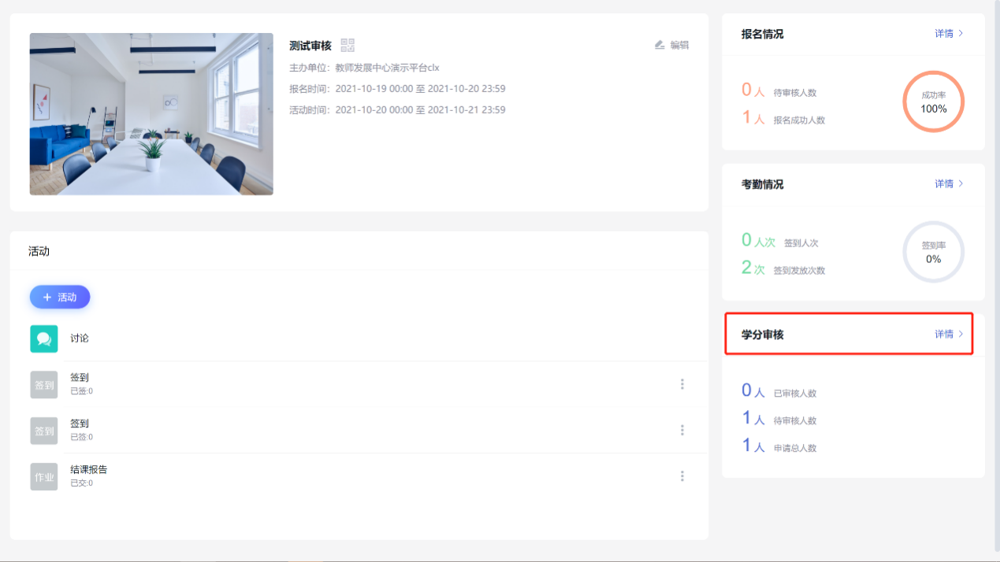 测试审核
编辑
主办单位：教师发展中心演示平台clx
报名时间：2021-10-19 00:00 至 2021-10-20 23:59
活动时间：2021-10-20 00:00 至 2021-10-21 23:59
活动
+ 活动
讨论
签到
签到
已签:0
签到
签到
已签:0
作业
结课报告
已交:0
报名情况
详情 >
0 人 待审核人数
1 人 报名成功人数
成功率
100%
考勤情况
详情 >
0 人次 签到人次
2 次 签到发放次数
签到率
0%
学分审核
详情 >
0 人 已审核人数
1 人 待审核人数
1 人 申请总人数